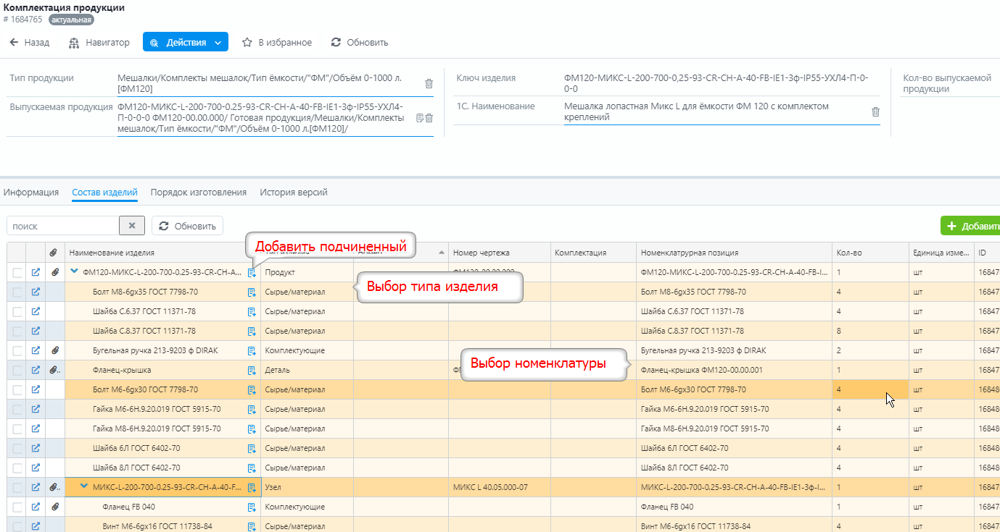 Комплектация продукции
# 1684765 актуальная
Назад Навигатор Действия В избранное Обновить
Тип продукции Мешалки/Комплекты мешалок/Тип ёмкости/"ФМ"/Объём 0-1000 л.
[ФМ120]
Выпускаемая продукция ФМ120-МИКС-L-200-700-0.25-93-CR-CH-A-40-FB-IE1-3ф-IP55-УХЛ4-
П-0-0-0 ФМ120-00.00.000/ Готовая продукция/Мешалки/Комплекты
мешалок/Тип ёмкости/"ФМ"/Объём 0-1000 л.[ФМ120]/
Ключ изделия ФМ120-МИКС-L-200-700-0,25-93-CR-CH-A-40-FB-IE1-3ф-IP55-УХЛ4-П-0-
0-0
1С. Наименование Мешалка лопастная Микс L для ёмкости ФМ 120 с комплектом
креплений
Кол-во выпускаемой
продукции
Информация Состав изделий Порядок изготовления История версий
поиск Обновить Добавить
Добавить подчиненный
Выбор типа изделия
Выбор номенклатуры
Наименование изделия Тип изделия Номер Номер чертежа Комплектация Номенклатрурная позиция Кол-во Единица изме... ID
ФМ120-МИКС-L-200-700-0.25-93-CR-CH-A... Продукт ФМ120-00.00.000 ФМ120-МИКС-L-200-700-0.25-93-CR-CH-A-40-FB-I... 1 шт 16847
Болт М8-6gx35 ГОСТ 7798-70 Сырье/материал Болт М8-6gx35 ГОСТ 7798-70 4 шт 16847
Шайба С.6.37 ГОСТ 11371-78 Сырье/материал Шайба С.6.37 ГОСТ 11371-78 4 шт 16847
Шайба С.8.37 ГОСТ 11371-78 Сырье/материал Шайба С.8.37 ГОСТ 11371-78 8 шт 16847
Бугельная ручка 213-9203 ф DIRAK Комплектующие Бугельная ручка 213-9203 ф DIRAK 2 шт 16847
Фланец-крышка Деталь Фланец-крышка ФМ120-00.00.001 1 шт 16847
Болт М6-6gx30 ГОСТ 7798-70 Сырье/материал Болт М6-6gx30 ГОСТ 7798-70 4 шт 16848
Гайка М6-6Н.9.20.019 ГОСТ 5915-70 Сырье/материал Гайка М6-6Н.9.20.019 ГОСТ 5915-70 4 шт 16848
Гайка М8-6Н.9.20.019 ГОСТ 5915-70 Сырье/материал Гайка М8-6Н.9.20.019 ГОСТ 5915-70 4 шт 16848
Шайба 6Л ГОСТ 6402-70 Сырье/материал Шайба 6Л ГОСТ 6402-70 4 шт 16848
Шайба 8Л ГОСТ 6402-70 Сырье/материал Шайба 8Л ГОСТ 6402-70 4 шт 16848
МИКС-L-200-700-0.25-93-CR-CH-A-40-F... Узел МИКС L 40.05.000-07 МИКС-L-200-700-0.25-93-CR-CH-A-40-FB-IE1-3ф-I... 1 шт 16847
Фланец FB 040 Комплектующие Фланец FB 040 1 шт 16847
Винт М6-6gx16 ГОСТ 11738-84 Сырье/материал Винт М6-6gx16 ГОСТ 11738-84 4 шт 16847